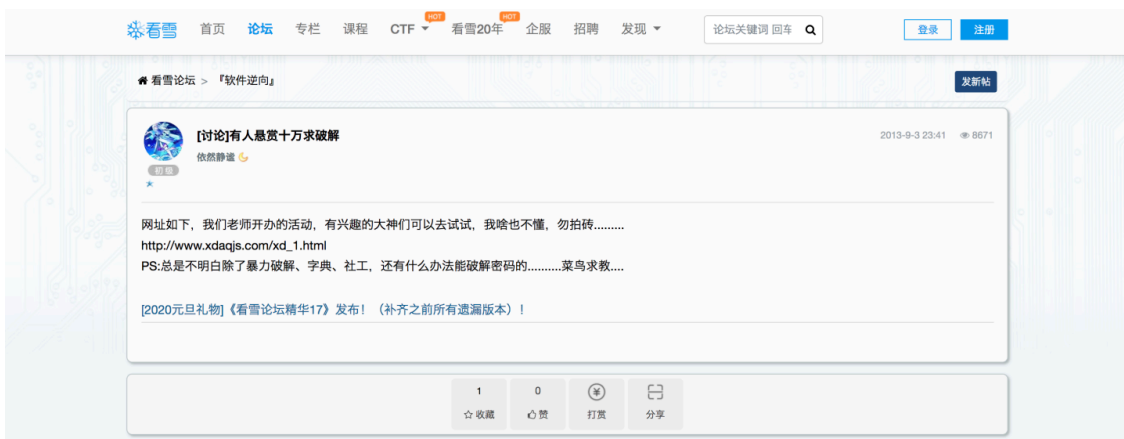 看雪 首页 论坛 专栏 课程 CTF HOT 看雪20年 HOT 企服 招聘 发现 论坛关键词 回车 登录 注册
看雪论坛 > 『软件逆向』 发新帖
[讨论]有人悬赏十万求破解 2013-9-3 23:41 8671
依然静谧
初级
网址如下，我们老师开办的活动，有兴趣的大神们可以去试试，我啥也不懂，勿拍砖.........
http://www.xdaqjs.com/xd_1.html
PS:总是不明白除了暴力破解、字典、社工，还有什么办法能破解密码的..........菜鸟求教....
[2020元旦礼物]《看雪论坛精华17》发布！（补齐之前所有遗漏版本）!
1 0 ¥
收藏 赞 打赏 分享